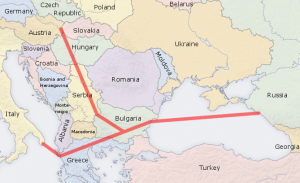 Germany
Czech
Republic
Poland
Belarus
Austria
Slovakia
Ukraine
Hungary
Slovenia
Moldova
Croatia
Romania
Bosnia and
Herzegovina
Serbia
Russia
Monte-
negro
Italy
Bulgaria
Albania
Macedonia
Georgia
Greece
Turkey